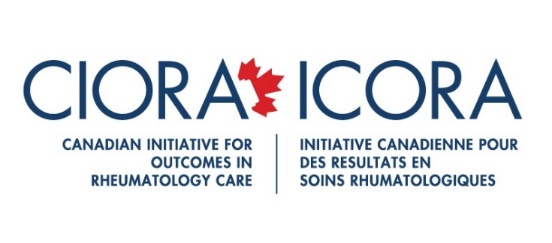 CIORA ICORA
CANADIAN INITIATIVE FOR
OUTCOMES IN
RHEUMATOLOGY CARE
INITIATIVE CANADIENNE POUR
DES RESULTATS EN
SOINS RHUMATOLOGIQUES